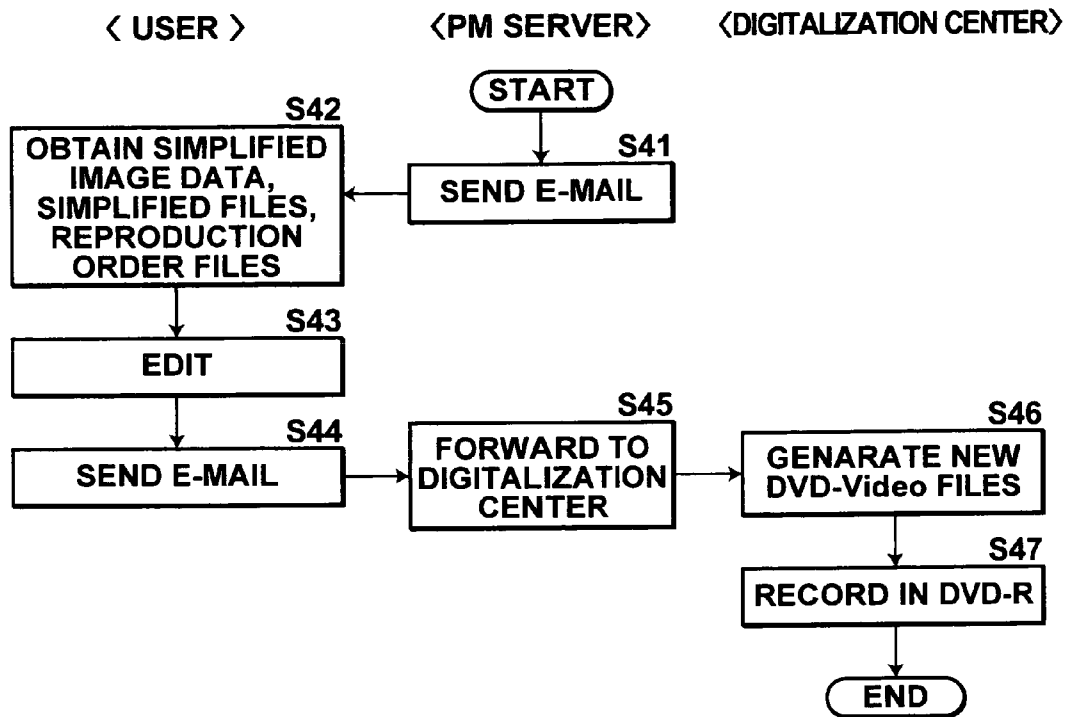 〈 USER 〉
〈PM SERVER〉
〈DIGITALIZATION CENTER〉
START
S41
SEND E-MAIL
S42
OBTAIN SIMPLIFIED
IMAGE DATA,
SIMPLIFIED FILES,
REPRODUCTION
ORDER FILES
S43
EDIT
S44
SEND E-MAIL
S45
FORWARD TO
DIGITALIZATION
CENTER
S46
GENARATE NEW
DVD-Video FILES
S47
RECORD IN DVD-R
END